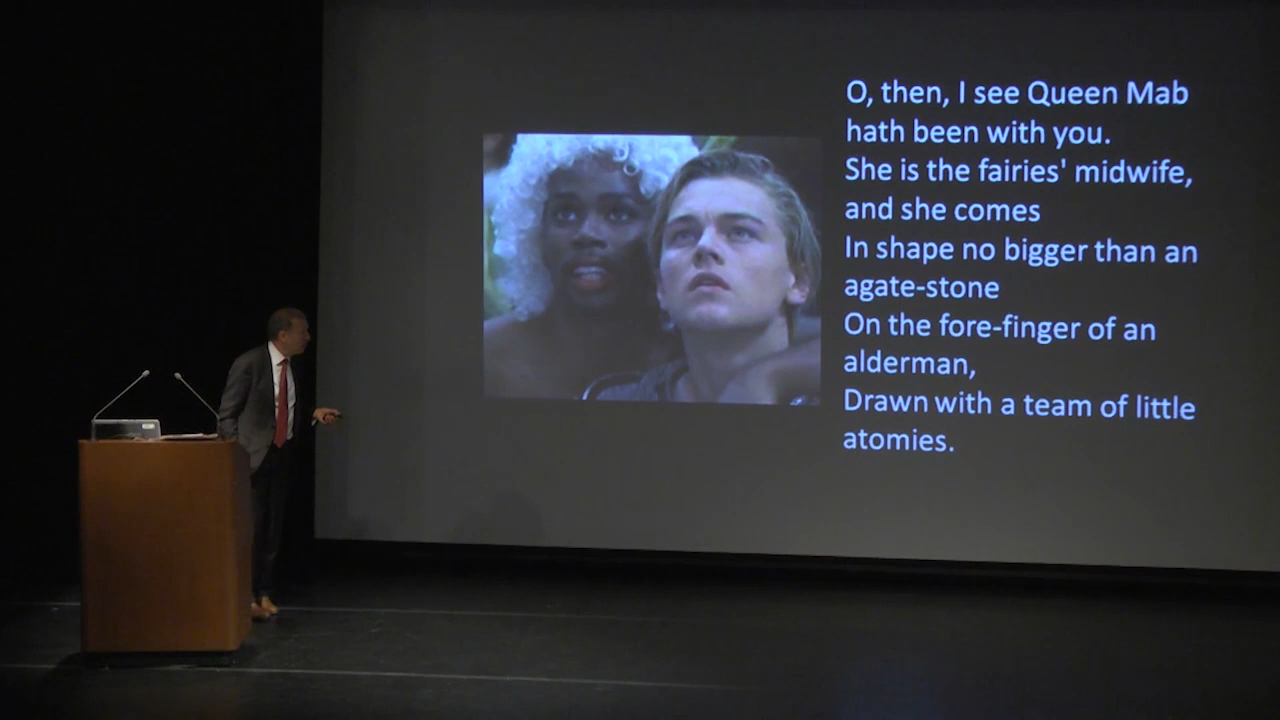 O, then, I see Queen Mab
hath been with you.
She is the fairies' midwife,
and she comes
In shape no bigger than an
agate-stone
On the fore-finger of an
alderman,
Drawn with a team of little
atomies.